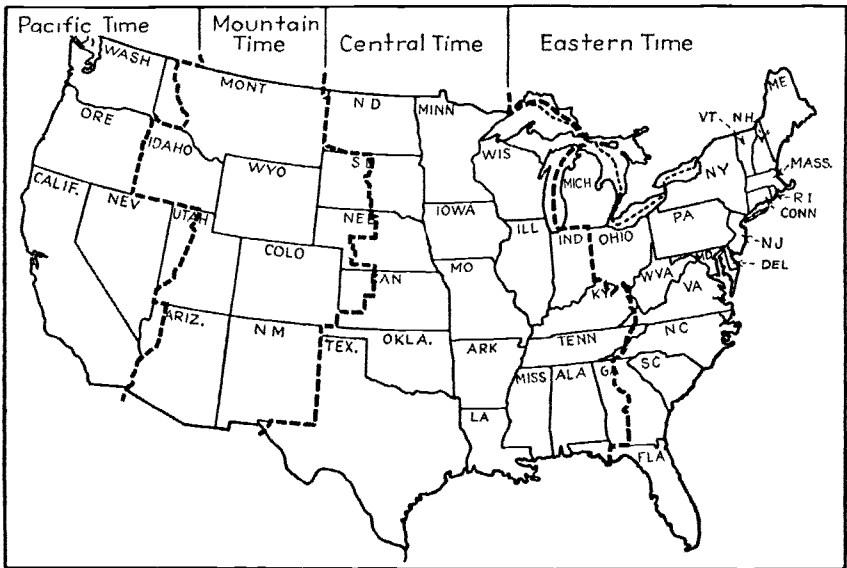 Pacific Time
Mountain Time
Central Time
Eastern Time
WASH
MONT
N D
MINN
ME
VT
N.H.
ORE
IDAHO
WYO
S D
WIS
MICH
NY
MASS.
CALIF.
NEV
UTAH
NEB
IOWA
PA
R I
CONN
COLO
ILL
IND
OHIO
NJ
DEL
MD
KAN
MO
KY.
W VA
VA
ARIZ.
N M
TEX.
OKLA.
ARK
TENN
NC
SC
MISS
ALA
GA
LA
FLA